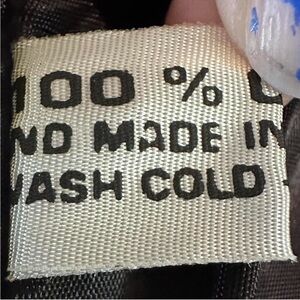 100 %
ND MADE IN
WASH COLD -